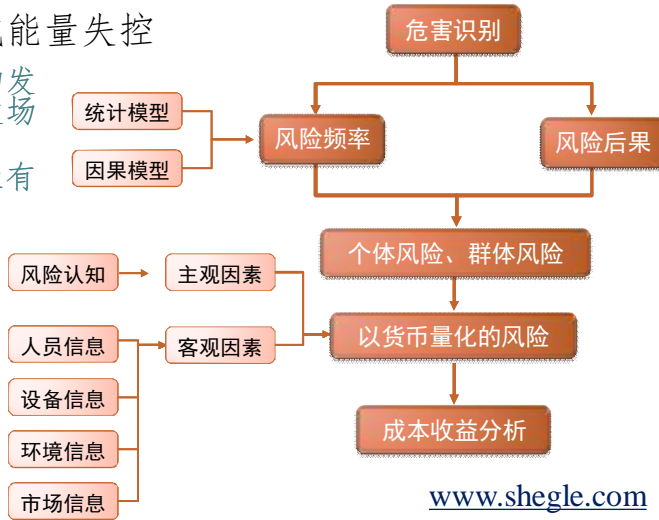 能量失控
危害识别
发
场
统计模型
风险频率
风险后果
因果模型
有
个体风险、群体风险
风险认知
主观因素
人员信息
客观因素
以货币量化的风险
设备信息
成本收益分析
环境信息
市场信息
www.shegle.com